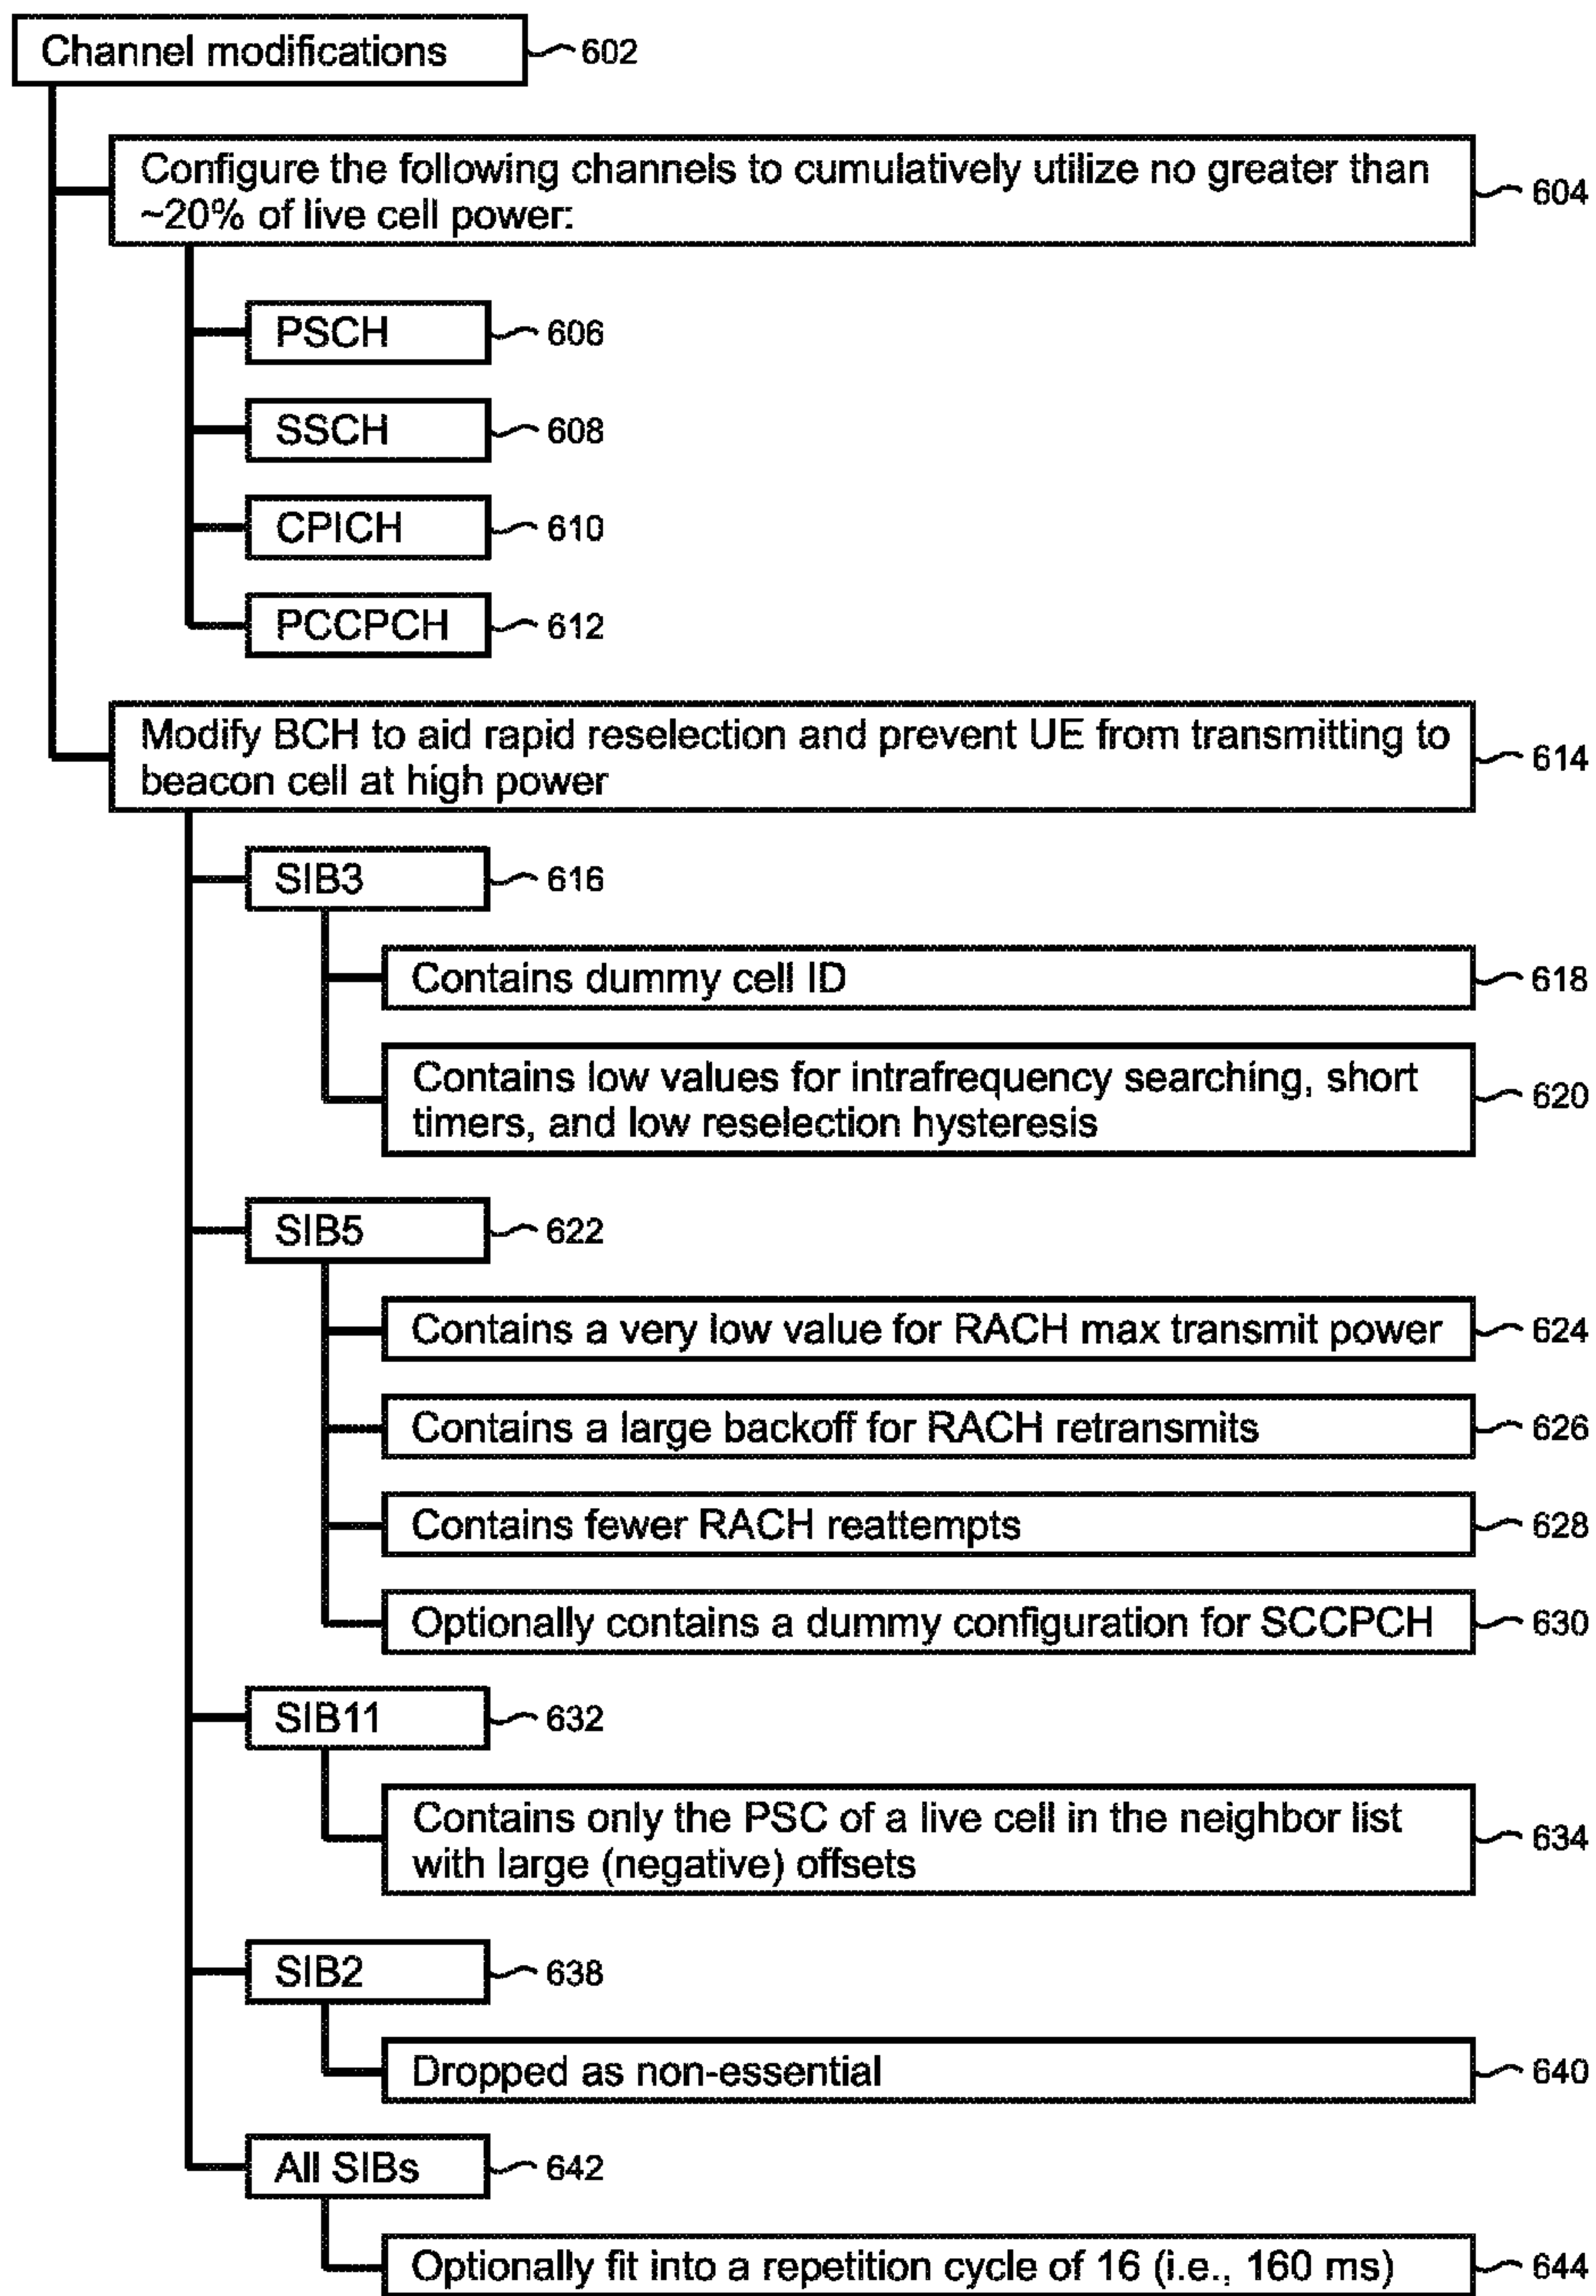 Channel modifications 602
Configure the following channels to cumulatively utilize no greater than
~20% of live cell power: 604
PSCH 606
SSCH 608
CPICH 610
PCCPCH 612
Modify BCH to aid rapid reselection and prevent UE from transmitting to
beacon cell at high power 614
SIB3 616
Contains dummy cell ID 618
Contains low values for intrafrequency searching, short
timers, and low reselection hysteresis 620
SIB5 622
Contains a very low value for RACH max transmit power 624
Contains a large backoff for RACH retransmits 626
Contains fewer RACH reattempts 628
Optionally contains a dummy configuration for SCCPCH 630
SIB11 632
Contains only the PSC of a live cell in the neighbor list
with large (negative) offsets 634
SIB2 638
Dropped as non-essential 640
All SIBs 642
Optionally fit into a repetition cycle of 16 (i.e., 160 ms) 644